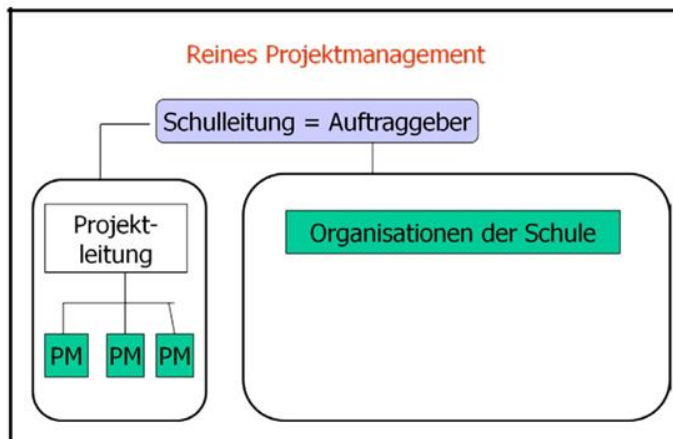 Reines Projektmanagement
Schulleitung = Auftraggeber
Projekt-
leitung
Organisationen der Schule
PM PM PM